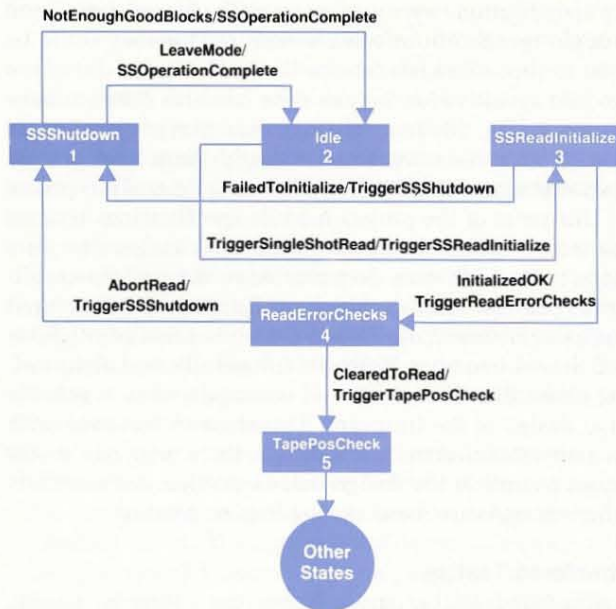 NotEnoughGoodBlocks/SSOperationComplete
LeaveMode/
SSOperationComplete
SSShutdown
1
Idle
2
SSReadInitialize
3
FailedToInitialize/TriggerSSShutdown
TriggerSingleShotRead/TriggerSSReadInitialize
AbortRead/
TriggerSSShutdown
InitializedOK/
TriggerReadErrorChecks
ReadErrorChecks
4
ClearedToRead/
TriggerTapePosCheck
TapePosCheck
5
Other
States